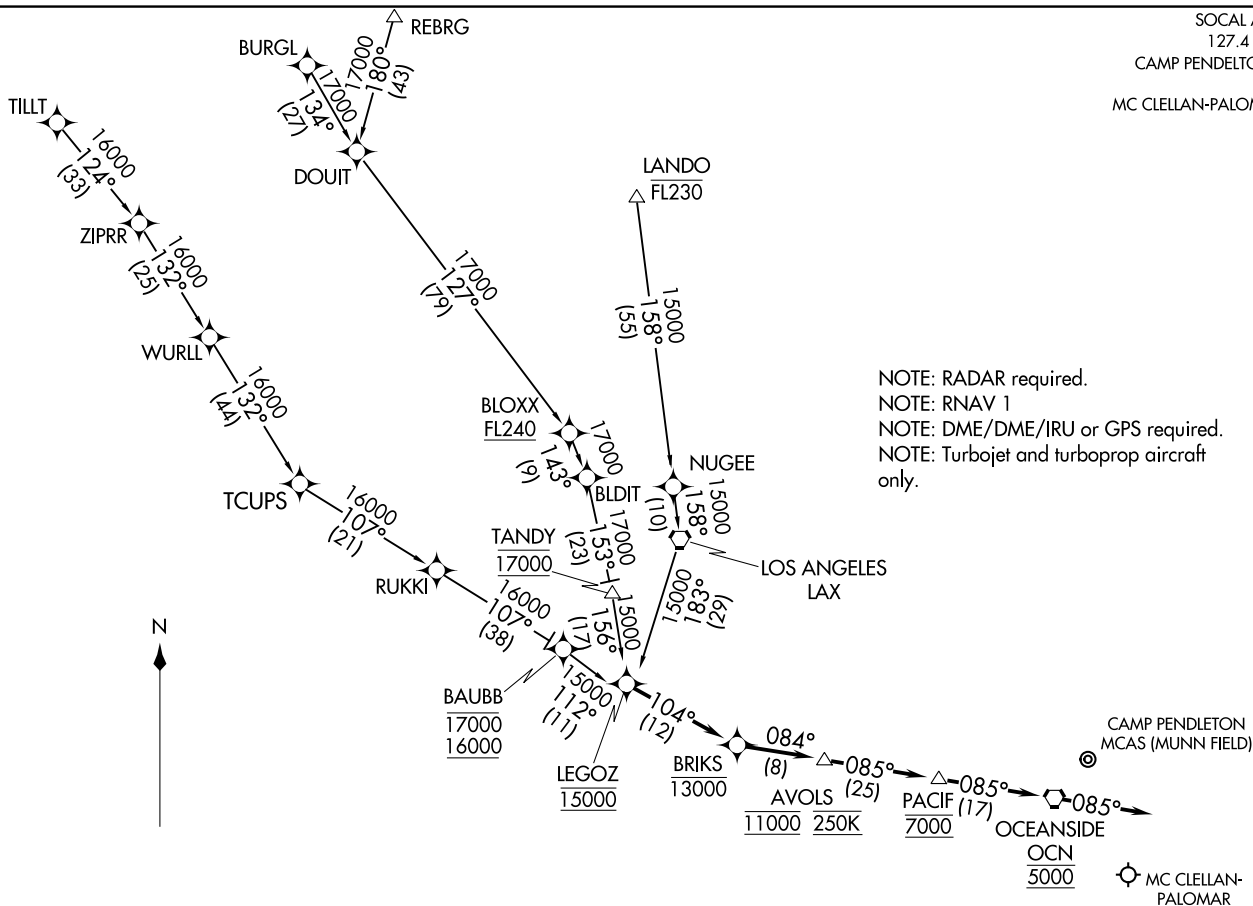 SOCAL A
127.4
CAMP PENDELTO
MC CLELLAN-PALOM
REBRG
17000
180°
(43)
BURGL
17000
134°
(27)
TILLT
16000
124°
(33)
DOUIT
ZIPRR
16000
132°
(25)
LANDO
FL230
17000
127°
(79)
15000
158°
(55)
WURLL
16000
132°
(44)
NOTE: RADAR required.
NOTE: RNAV 1
NOTE: DME/DME/IRU or GPS required.
NOTE: Turbojet and turboprop aircraft
only.
BLOXX
FL240
17000
143°
(9)
BLDIT
NUGEE
15000
158°
(10)
TCUPS
16000
107°
(21)
TANDY
17000
17000
153°
(23)
LOS ANGELES
LAX
RUKKI
16000
107°
(38)
15000
156°
(17)
15000
183°
(29)
N
BAUBB
17000
16000
15000
112°
(11)
LEGOZ
15000
104°
(12)
BRIKS
13000
084°
(8)
AVOLS
11000 250K
085°
(25)
PACIF
7000
085°
(17)
CAMP PENDLETON
MCAS (MUNN FIELD)
085°
OCEANSIDE
OCN
5000
MC CLELLAN-
PALOMAR